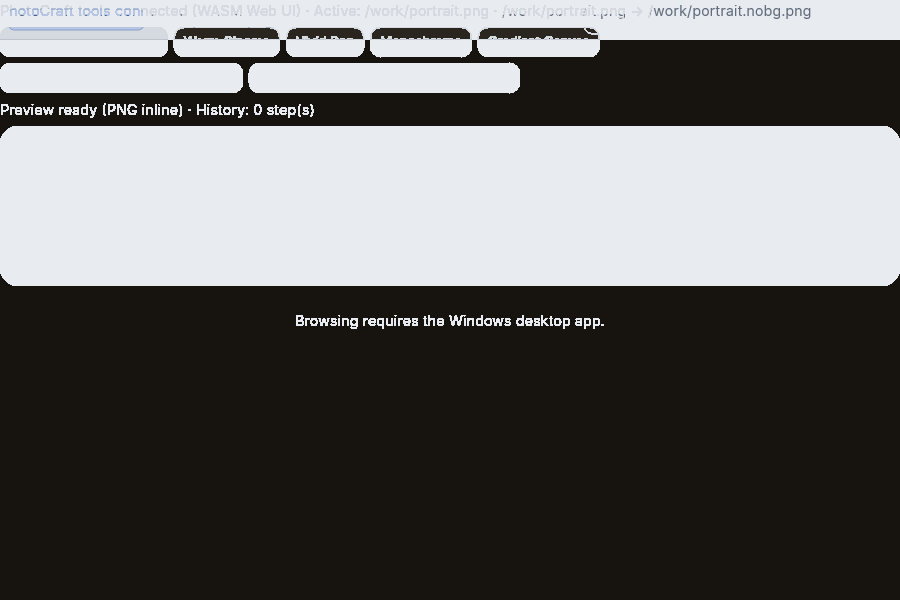 PhotoCraft tools connected (WASM Web UI) · Active: /work/portrait.png · /work/portrait.png → /work/portrait.nobg.png
Preview ready (PNG inline) · History: 0 step(s)
Browsing requires the Windows desktop app.